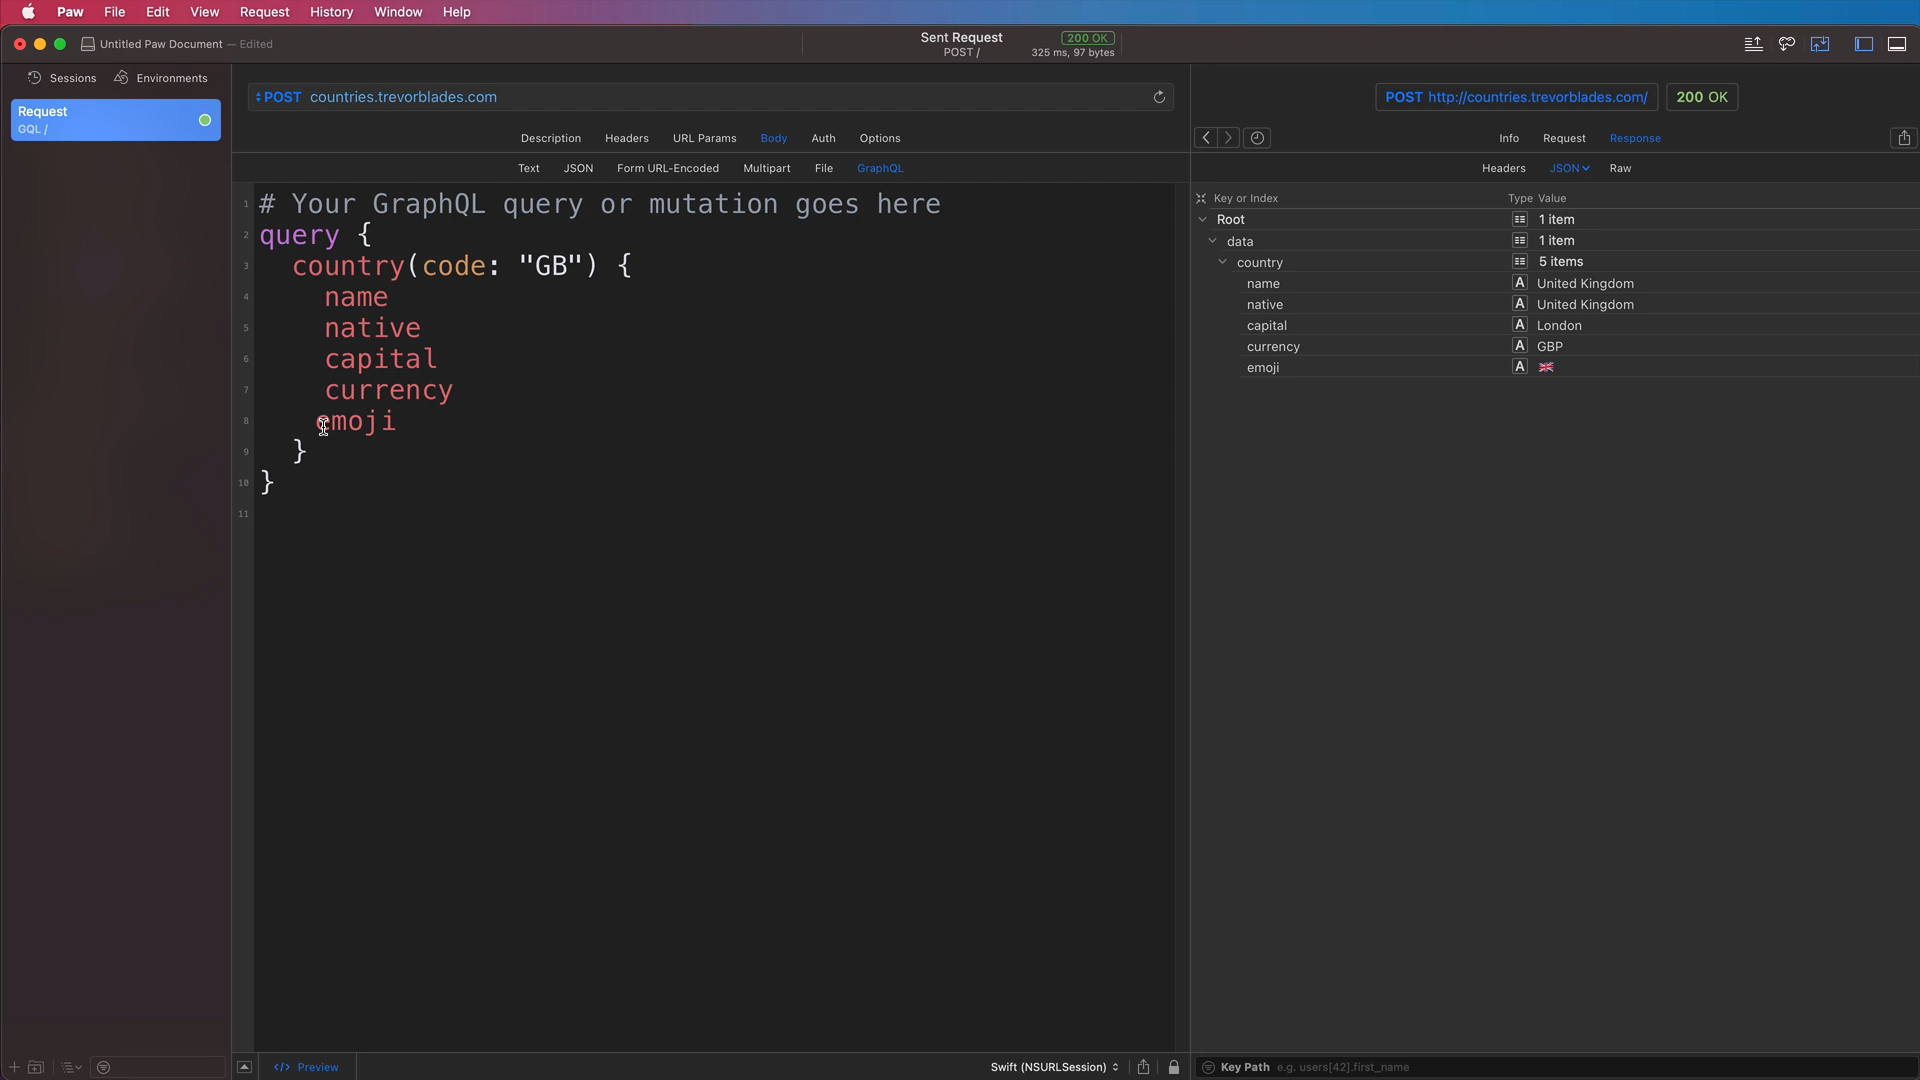 Paw File Edit View Request History Window Help
Untitled Paw Document — Edited
Sent Request
POST /
200 OK
325 ms, 97 bytes
Sessions Environments
Request
GQL /
POST countries.trevorblades.com
Description Headers URL Params Body Auth Options
Text JSON Form URL-Encoded Multipart File GraphQL
1 # Your GraphQL query or mutation goes here
2 query {
3 country(code: "GB") {
4 name
5 native
6 capital
7 currency
8 emoji
9 }
10 }
11
</> Preview
Swift (NSURLSession)
POST http://countries.trevorblades.com/ 200 OK
Info Request Response
Headers JSON Raw
Key or Index Type Value
Root 1 item
data 1 item
country 5 items
name A United Kingdom
native A United Kingdom
capital A London
currency A GBP
emoji A 🇬🇧
Key Path e.g. users[42].first_name